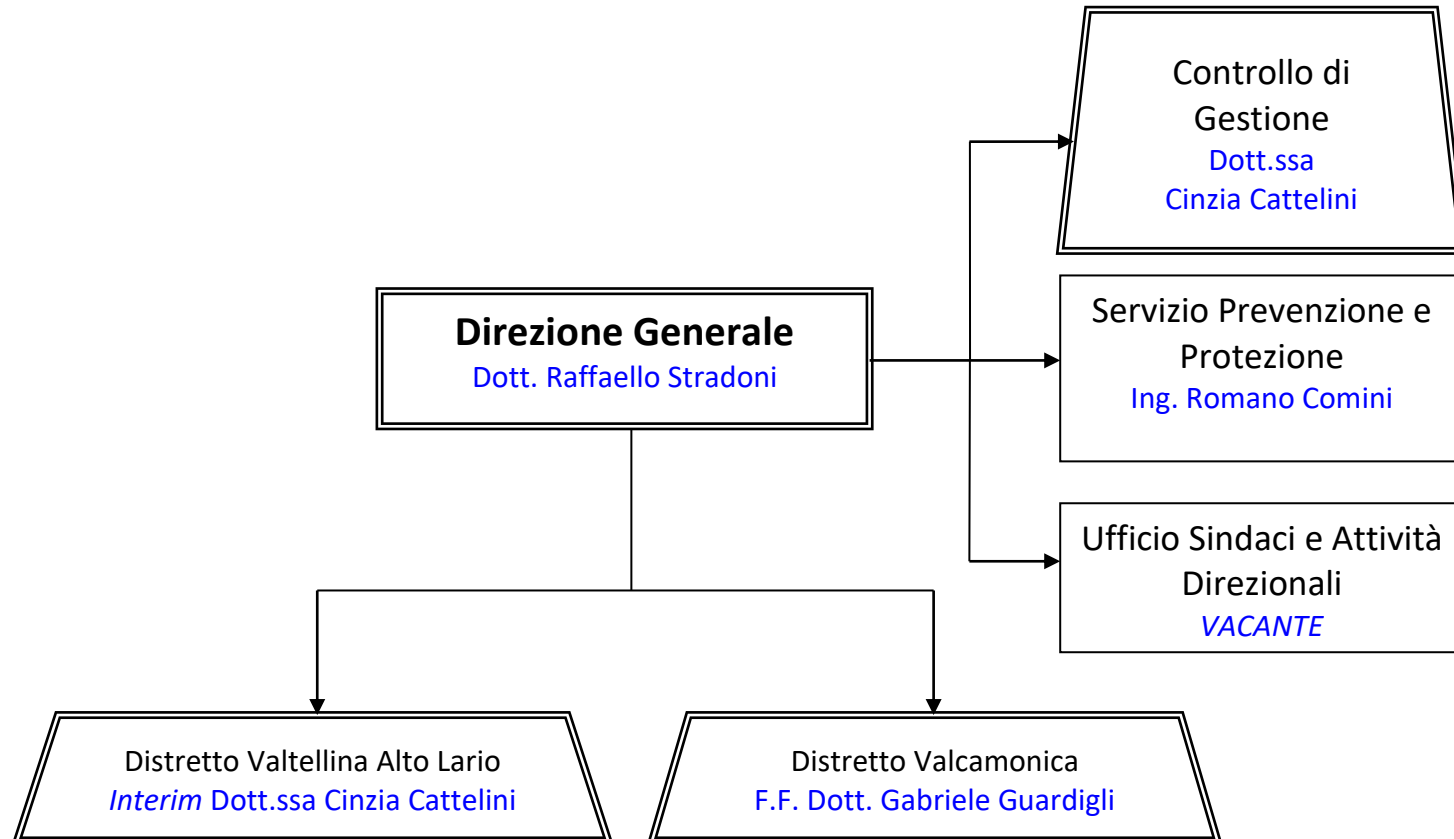 Controllo di
Gestione
Dott.ssa
Cinzia Cattelini
Direzione Generale
Dott. Raffaello Stradoni
Servizio Prevenzione e
Protezione
Ing. Romano Comini
Ufficio Sindaci e Attività
Direzionali
VACANTE
Distretto Valtellina Alto Lario
Interim Dott.ssa Cinzia Cattelini
Distretto Valcamonica
F.F. Dott. Gabriele Guardigli